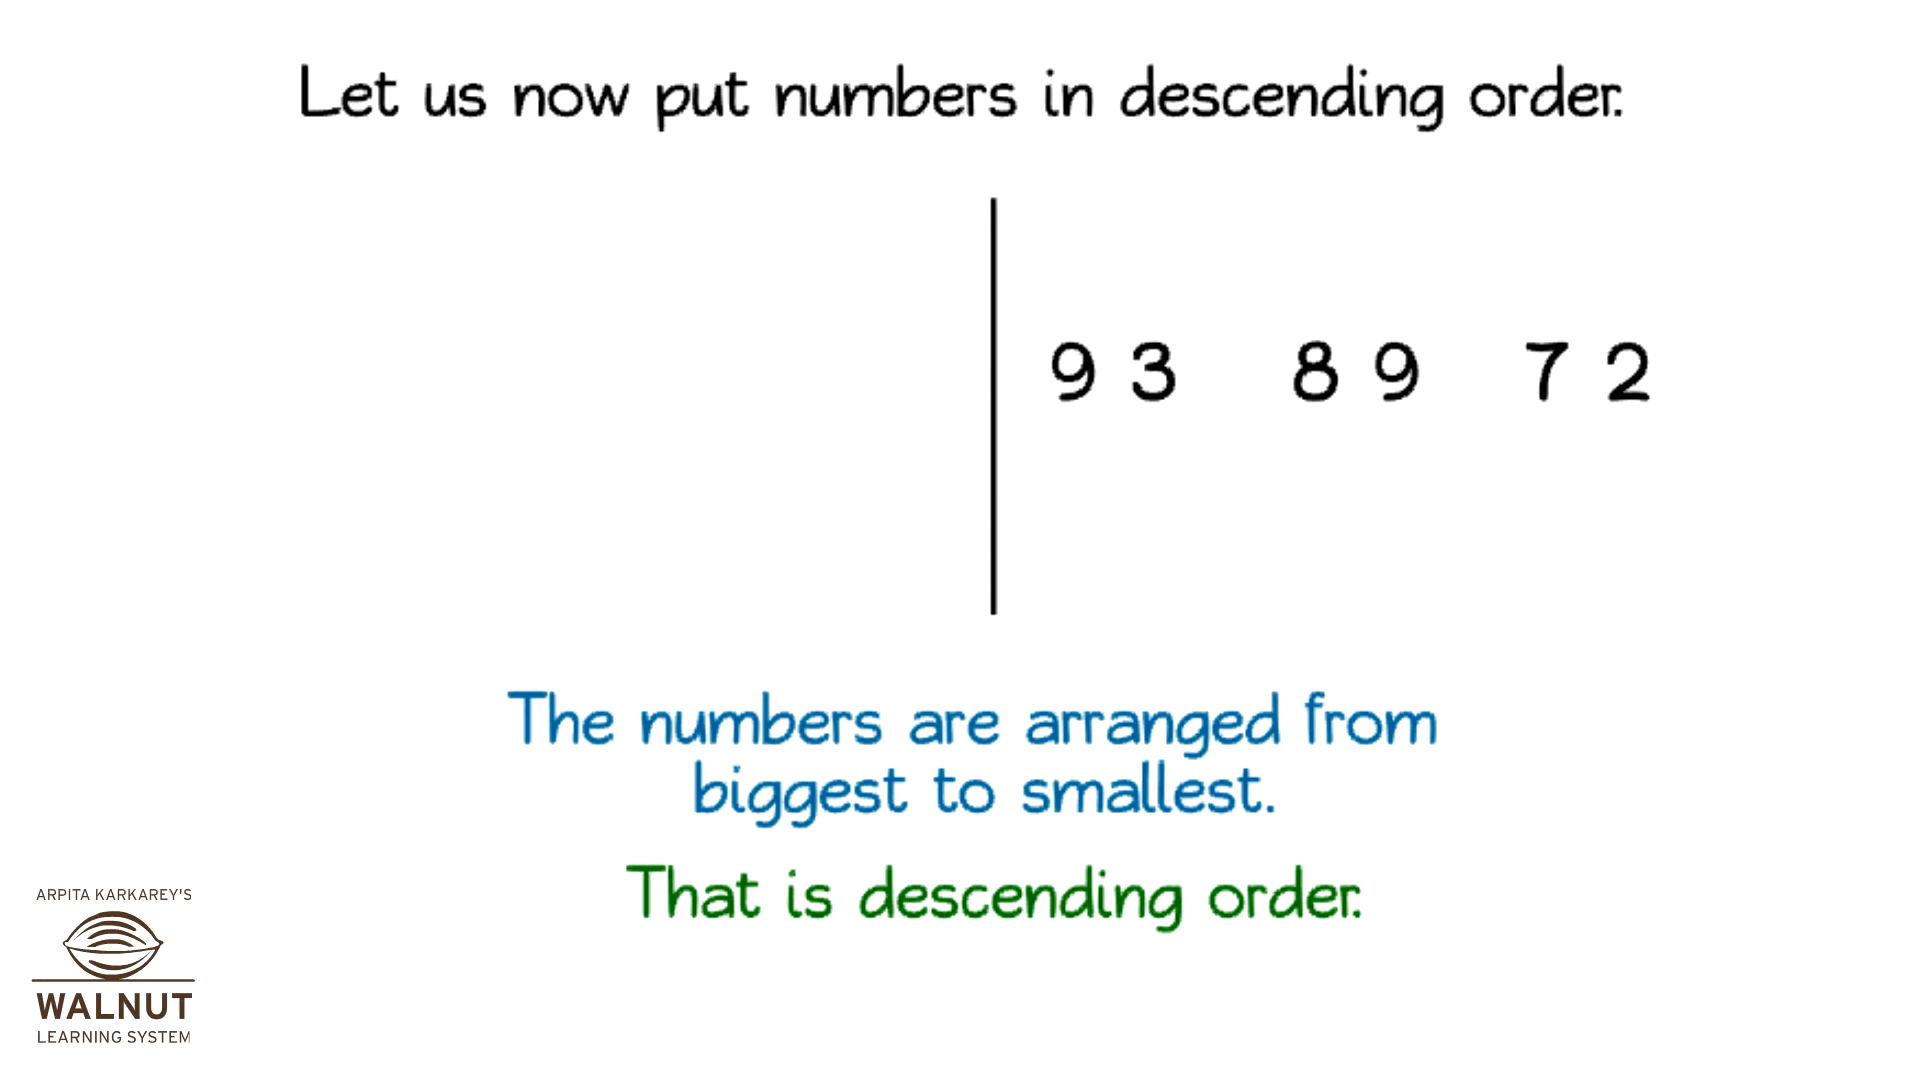 Let us now put numbers in descending order.
93 89 72
The numbers are arranged from
biggest to smallest.
That is descending order.
ARPITA KARKAREY'S
WALNUT
LEARNING SYSTEM